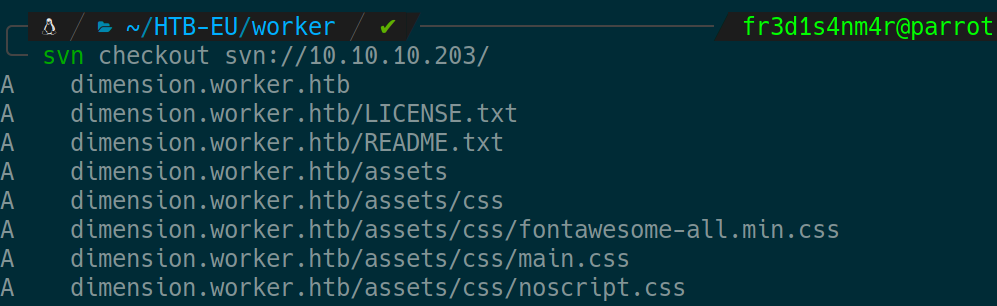 ~/HTB-EU/worker ✔ fr3d1s4nm4r@parrot
svn checkout svn://10.10.10.203/
A    dimension.worker.htb
A    dimension.worker.htb/LICENSE.txt
A    dimension.worker.htb/README.txt
A    dimension.worker.htb/assets
A    dimension.worker.htb/assets/css
A    dimension.worker.htb/assets/css/fontawesome-all.min.css
A    dimension.worker.htb/assets/css/main.css
A    dimension.worker.htb/assets/css/noscript.css